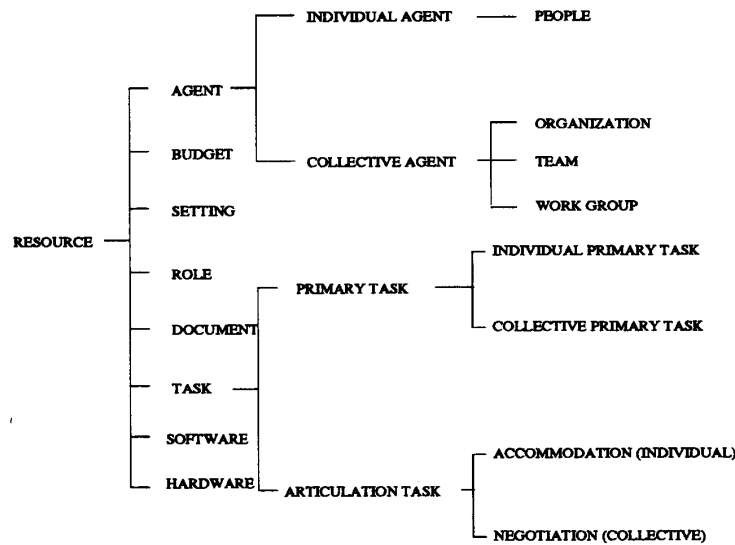 INDIVIDUAL AGENT
PEOPLE
AGENT
ORGANIZATION
BUDGET
COLLECTIVE AGENT
TEAM
SETTING
WORK GROUP
RESOURCE
INDIVIDUAL PRIMARY TASK
ROLE
PRIMARY TASK
DOCUMENT
COLLECTIVE PRIMARY TASK
TASK
SOFTWARE
ACCOMMODATION (INDIVIDUAL)
HARDWARE
ARTICULATION TASK
NEGOTIATION (COLLECTIVE)